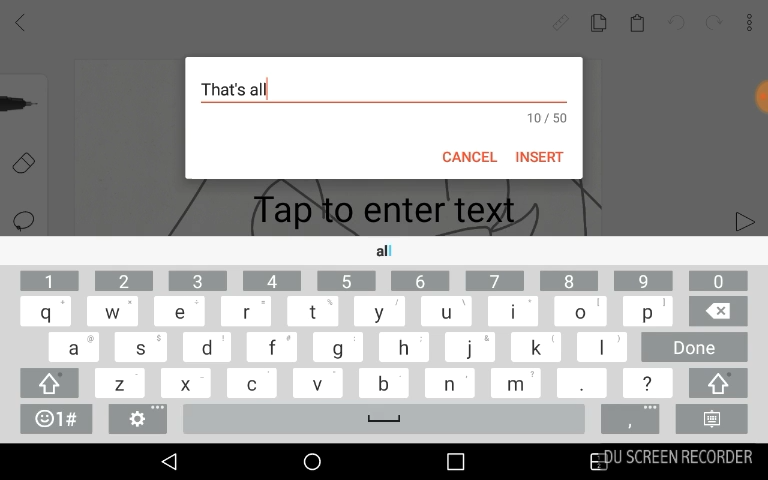 That's all
10 / 50
CANCEL INSERT
Tap to enter text
all
1 2 3 4 5 6 7 8 9 0
q w e r t y u i o p
a s d f g h j k l Done
z x c v b n m . ?
1# ,
DU SCREEN RECORDER